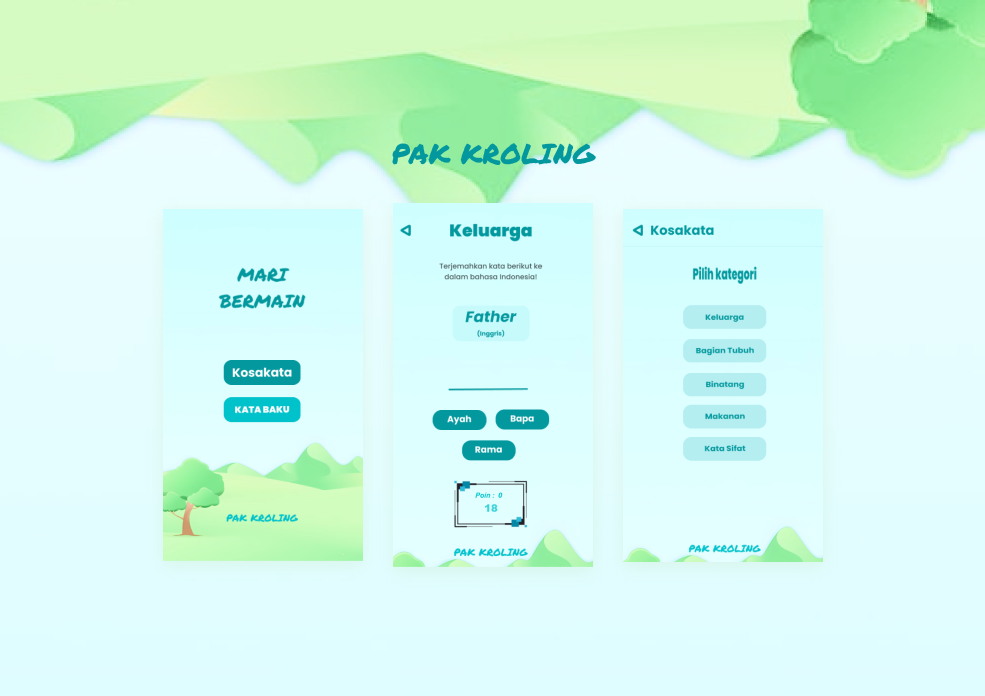 PAK KROLING
MARI
BERMAIN
Kosakata
KATA BAKU
PAK KROLING
Keluarga
Terjemahkan kata berikut ke
dalam bahasa Indonesia!
Father
(Inggris)
Ayah
Bapa
Rama
Poin : 0
18
PAK KROLING
Kosakata
Pilih kategori
Keluarga
Bagian Tubuh
Binatang
Makanan
Kata Sifat
PAK KROLING